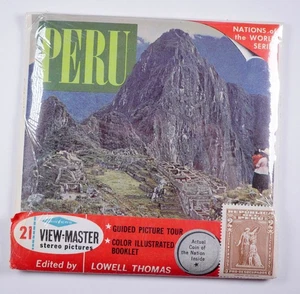 PERU
NATIONS of
the WORLD
SERIES
21
VIEW-MASTER
stereo pictures
• GUIDED PICTURE TOUR
• COLOR ILLUSTRATED
BOOKLET
Actual
Coin of
the Nation
Inside
Edited by LOWELL THOMAS